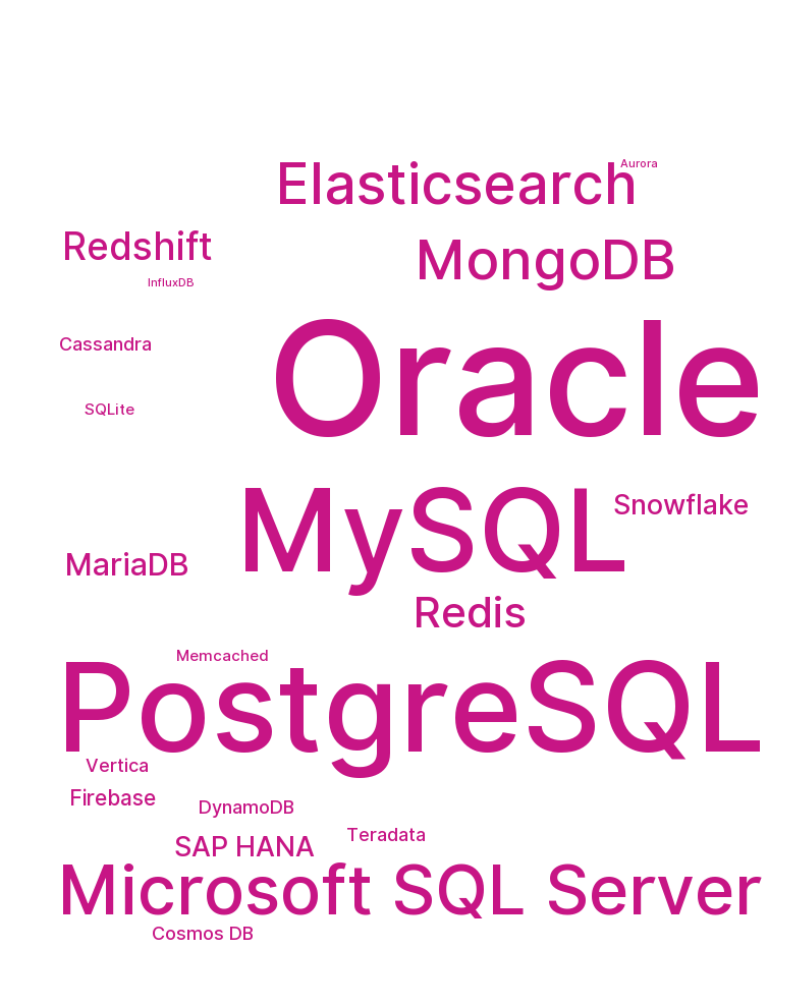 Aurora
Elasticsearch
Redshift
MongoDB
InfluxDB
Cassandra
Oracle
SQLite
Snowflake
MySQL
MariaDB
Redis
Memcached
PostgreSQL
Vertica
Firebase
DynamoDB
Teradata
SAP HANA
Microsoft SQL Server
Cosmos DB